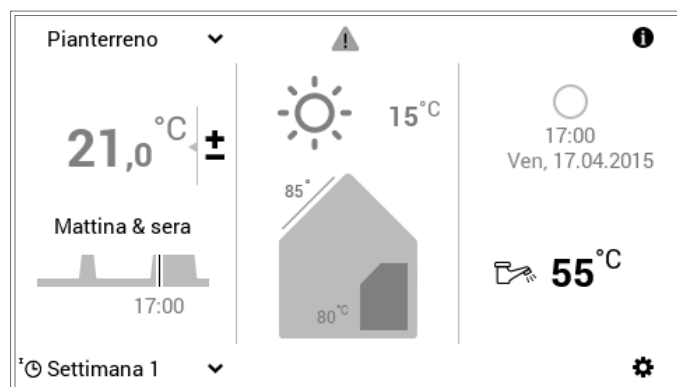 Pianterreno
21,0 °C ±
Mattina & sera
17:00
Settimana 1
15°C
85°
80°C
17:00
Ven, 17.04.2015
55°C